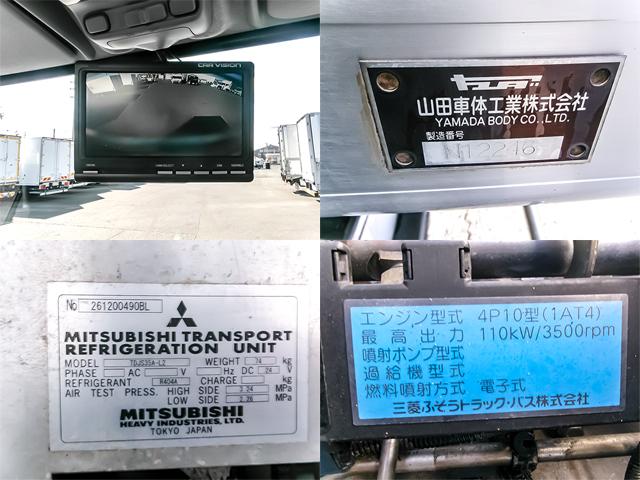 CAR VISION
山田車体工業株式会社
YAMADA BODY CO.,LTD.
製造番号
N12246
No 261200490BL
MITSUBISHI TRANSPORT
REFRIGERATION UNIT
MODEL TDJS35A-L2 WEIGHT 74 kg
PHASE AC V Hz DC 24 V
REFRIGERANT R404A CHARGE kg
AIR TEST PRESS. HIGH SIDE 3.24 MPa
LOW SIDE 2.26 MPa
MITSUBISHI
HEAVY INDUSTRIES, LTD.
TOKYO JAPAN
エンジン型式 4P10型(1AT4)
最高出力 110kW/3500rpm
噴射ポンプ型式
過給機型式
燃料噴射方式 電子式
三菱ふそうトラック・バス株式会社